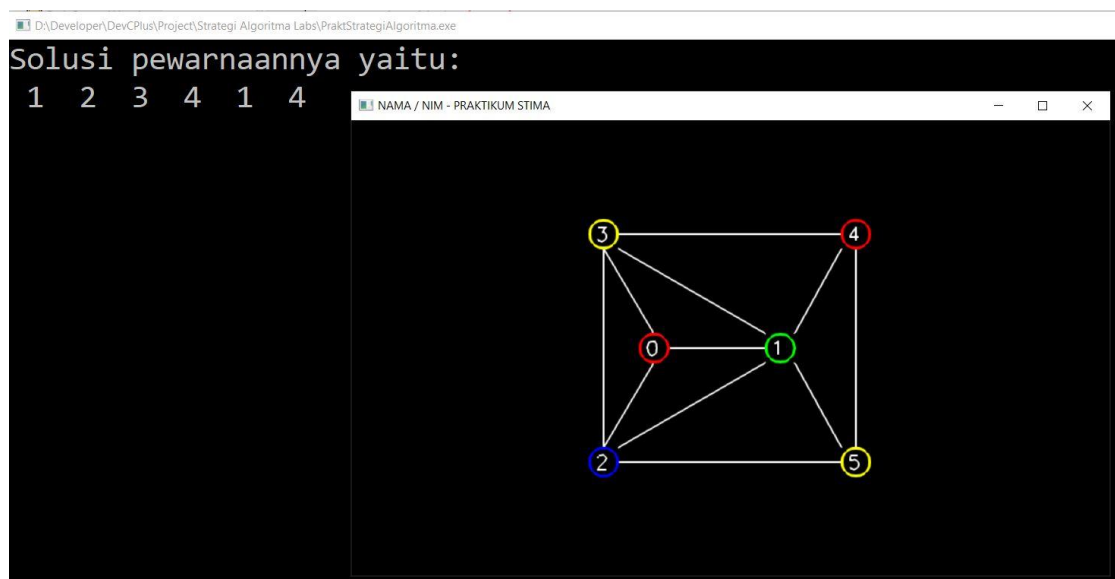 D:\Developer\DevCPlus\Project\Strategi Algoritma Labs\PraktStrategiAlgoritma.exe
Solusi pewarnaannya yaitu:
1 2 3 4 1 4
NAMA / NIM - PRAKTIKUM STIMA
3 4
0 1
2 5